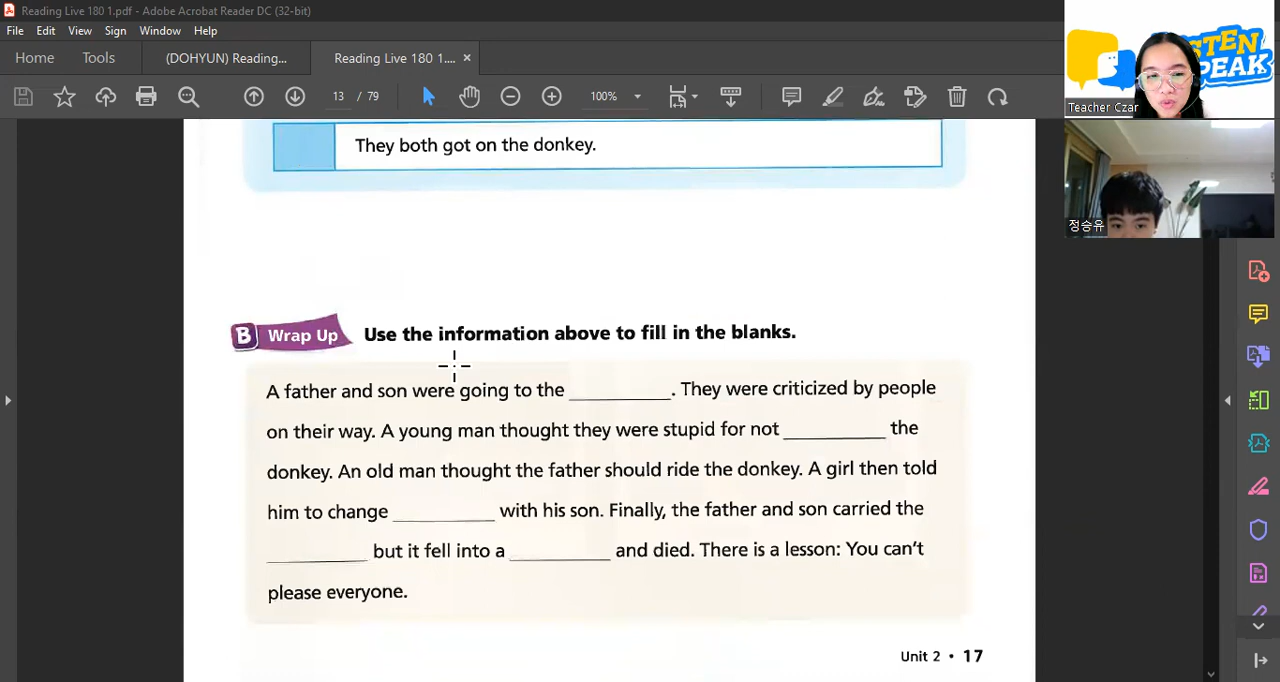 Reading Live 180 1.pdf - Adobe Acrobat Reader DC (32-bit)
File Edit View Sign Window Help
Home Tools (DOHYUN) Reading... Reading Live 180 1.... ×
13 / 79 100%
Teacher Czar
PEAK
정승유
They both got on the donkey.
B Wrap Up Use the information above to fill in the blanks.
A father and son were going to the __________. They were criticized by people
on their way. A young man thought they were stupid for not __________ the
donkey. An old man thought the father should ride the donkey. A girl then told
him to change __________ with his son. Finally, the father and son carried the
__________ but it fell into a __________ and died. There is a lesson: You can't
please everyone.
Unit 2 • 17